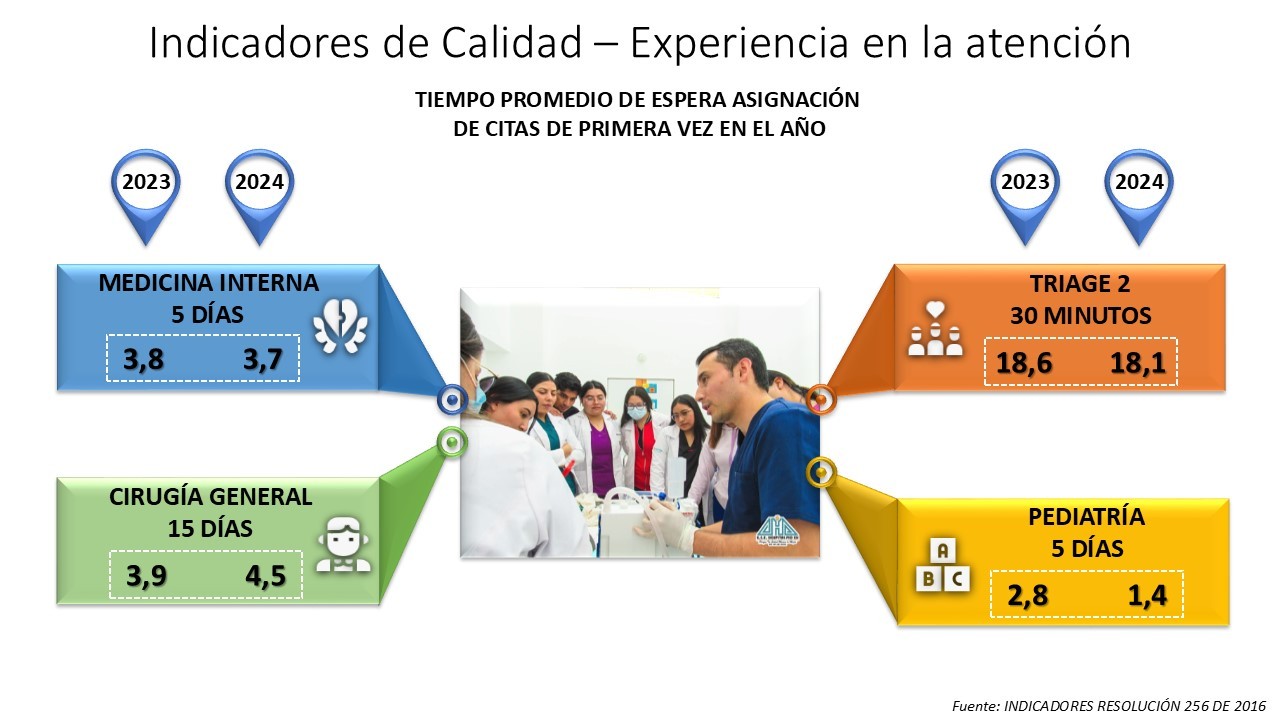 Indicadores de Calidad – Experiencia en la atención
TIEMPO PROMEDIO DE ESPERA ASIGNACIÓN
DE CITAS DE PRIMERA VEZ EN EL AÑO
2023 2024
MEDICINA INTERNA
5 DÍAS
3,8 3,7
CIRUGÍA GENERAL
15 DÍAS
3,9 4,5
2023 2024
TRIAGE 2
30 MINUTOS
18,6 18,1
PEDIATRÍA
5 DÍAS
A
B C
2,8 1,4
Fuente: INDICADORES RESOLUCIÓN 256 DE 2016